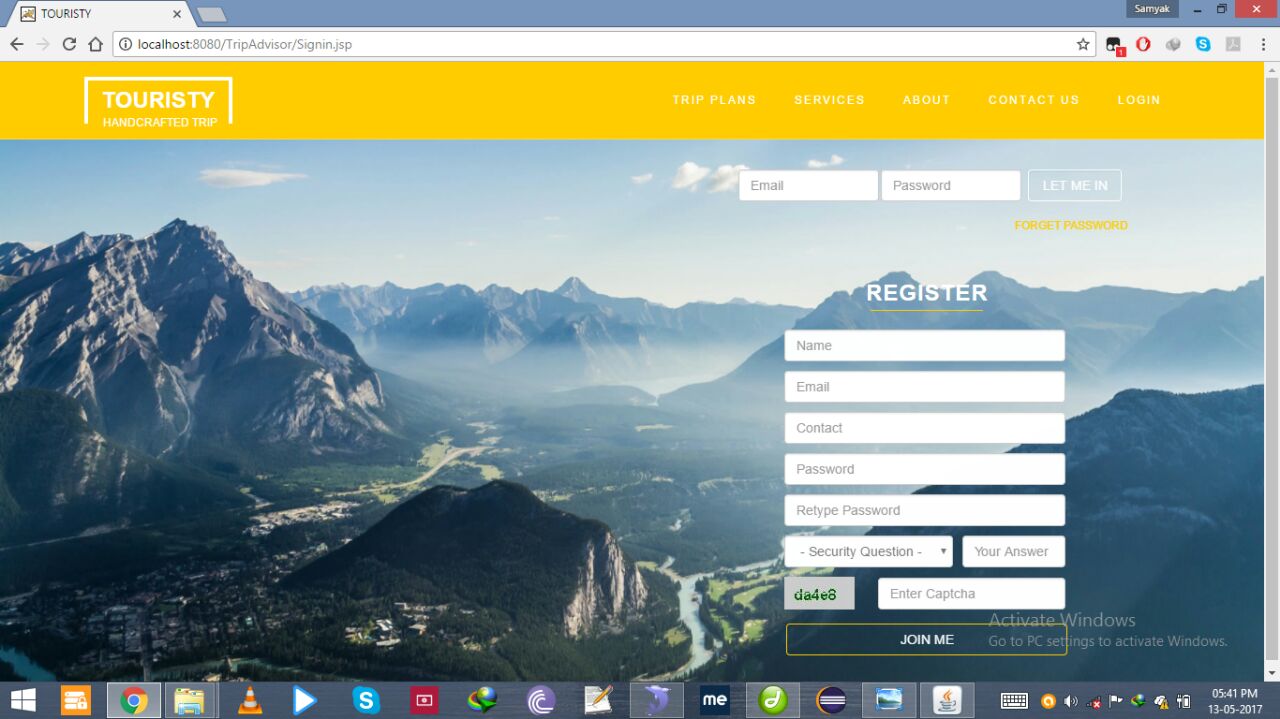 TOURISTY
Samyak
localhost:8080/TripAdvisor/Signin.jsp
1
TOURISTY
HANDCRAFTED TRIP
TRIP PLANS
SERVICES
ABOUT
CONTACT US
LOGIN
Email
Password
LET ME IN
FORGET PASSWORD
REGISTER
Name
Email
Contact
Password
Retype Password
- Security Question -
Your Answer
da4e8
Enter Captcha
JOIN ME
Activate Windows
Go to PC settings to activate Windows.
me
05:41 PM
13-05-2017